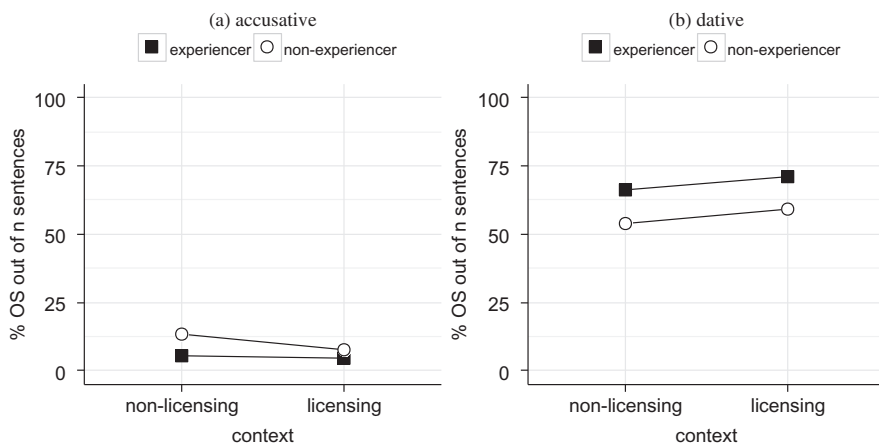 (a) accusative
experiencer non-experiencer
100
75
50
25
0
% OS out of n sentences
non-licensing licensing
context
(b) dative
experiencer non-experiencer
100
75
50
25
0
% OS out of n sentences
non-licensing licensing
context